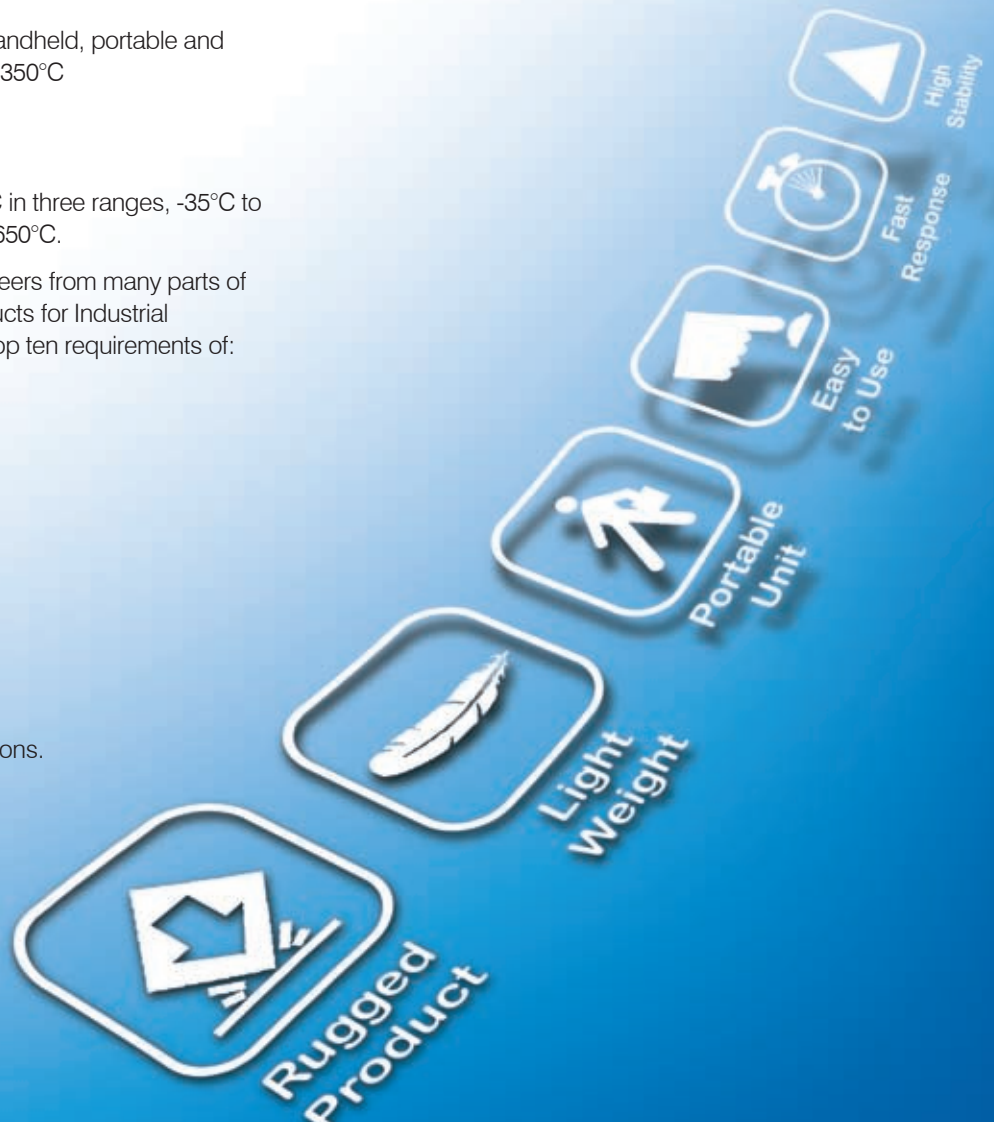 andheld, portable and
350°C
C in three ranges, -35°C to
650°C.
eers from many parts of
ucts for Industrial
op ten requirements of:
ons.
High
Stability
Fast
Response
Easy
to Use
Portable
Unit
Light
Weight
Rugged
Product